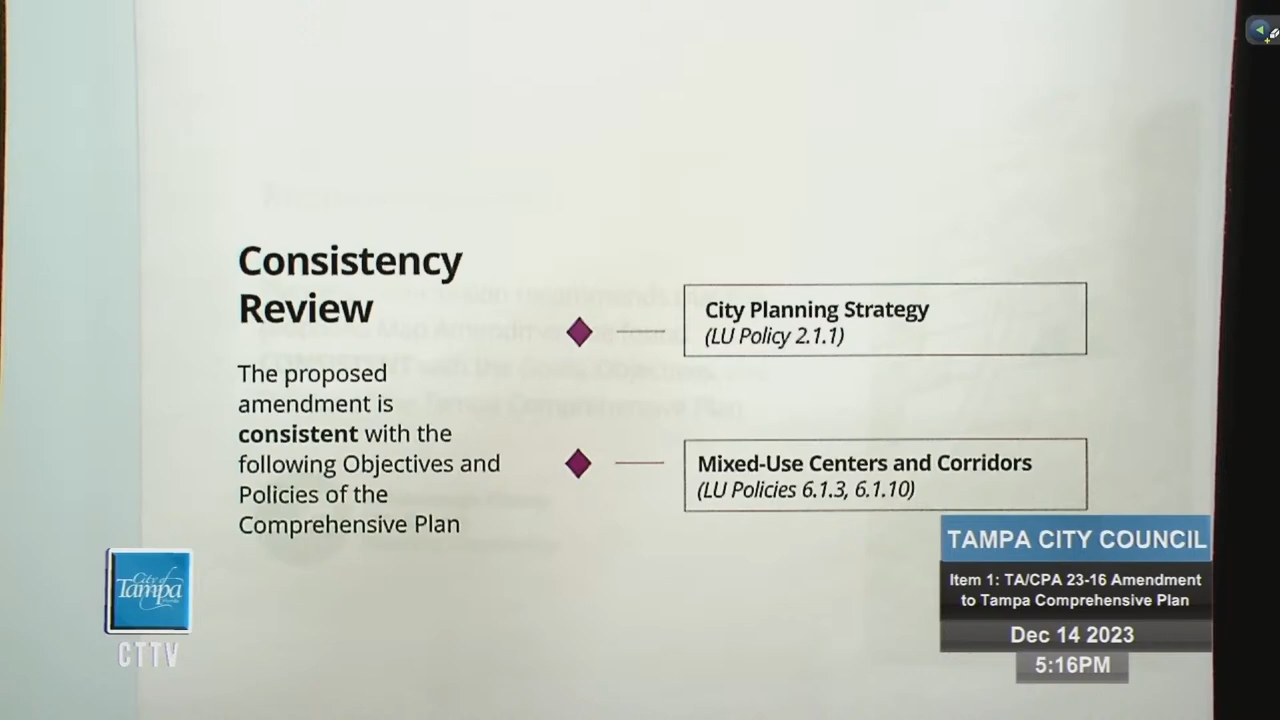 Consistency
Review
The proposed
amendment is
consistent with the
following Objectives and
Policies of the
Comprehensive Plan
City Planning Strategy
(LU Policy 2.1.1)
Mixed-Use Centers and Corridors
(LU Policies 6.1.3, 6.1.10)
City of
Tampa
CTTV
TAMPA CITY COUNCIL
Item 1: TA/CPA 23-16 Amendment
to Tampa Comprehensive Plan
Dec 14 2023
5:16PM